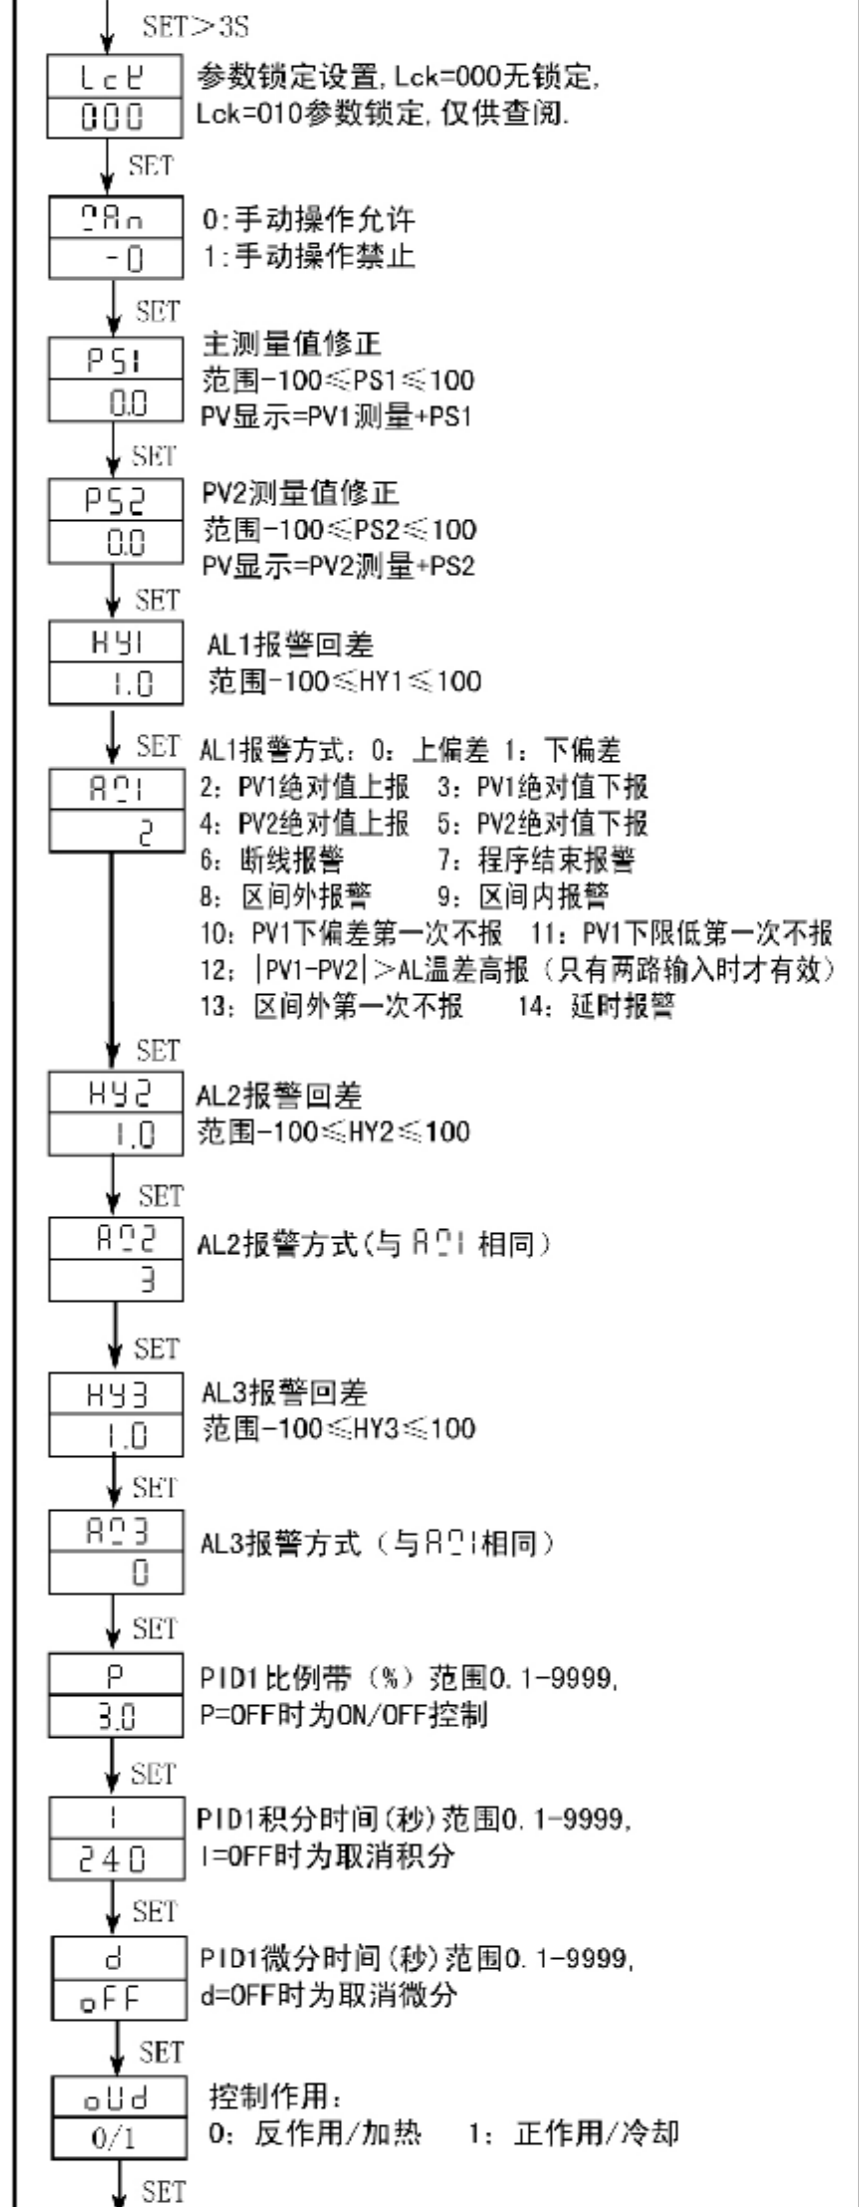 SET＞3S
LcK
参数锁定设置, Lck=000无锁定,
000
Lck=010参数锁定, 仅供查阅.
SET
0:手动操作允许
-0
1:手动操作禁止
SET
主测量值修正
PS1
范围-100≤PS1≤100
0.0
PV显示=PV1测量+PS1
SET
PS2
PV2测量值修正
范围-100≤PS2≤100
0.0
PV显示=PV2测量+PS2
SET
HY1
AL1报警回差
1.0
范围-100≤HY1≤100
SET
AL1报警方式：0：上偏差 1：下偏差
2：PV1绝对值上报 3：PV1绝对值下报
2
4：PV2绝对值上报 5：PV2绝对值下报
6：断线报警 7：程序结束报警
8：区间外报警 9：区间内报警
10：PV1下偏差第一次不报 11：PV1下限低第一次不报
12：|PV1-PV2|＞AL温差高报（只有两路输入时才有效）
13：区间外第一次不报 14：延时报警
SET
HY2
AL2报警回差
1.0
范围-100≤HY2≤100
SET
AL2报警方式(与 相同）
3
SET
HY3
AL3报警回差
1.0
范围-100≤HY3≤100
SET
AL3报警方式（与 相同）
0
SET
P
PID1比例带（%）范围0.1-9999,
3.0
P=OFF时为ON/OFF控制
SET
I
PID1积分时间(秒)范围0.1-9999,
240
I=OFF时为取消积分
SET
d
PID1微分时间(秒)范围0.1-9999,
oFF
d=OFF时为取消微分
SET
oUd
控制作用：
0/1
0：反作用/加热 1：正作用/冷却
SET